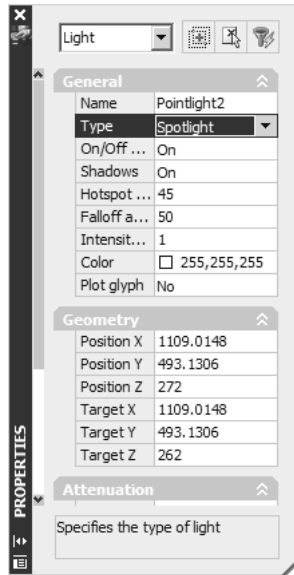 Light
General
Name Pointlight2
Type Spotlight
On/Off ... On
Shadows On
Hotspot ... 45
Falloff a... 50
Intensit... 1
Color 255,255,255
Plot glyph No
Geometry
Position X 1109.0148
Position Y 493.1306
Position Z 272
Target X 1109.0148
Target Y 493.1306
Target Z 262
Attenuation
Specifies the type of light
PROPERTIES